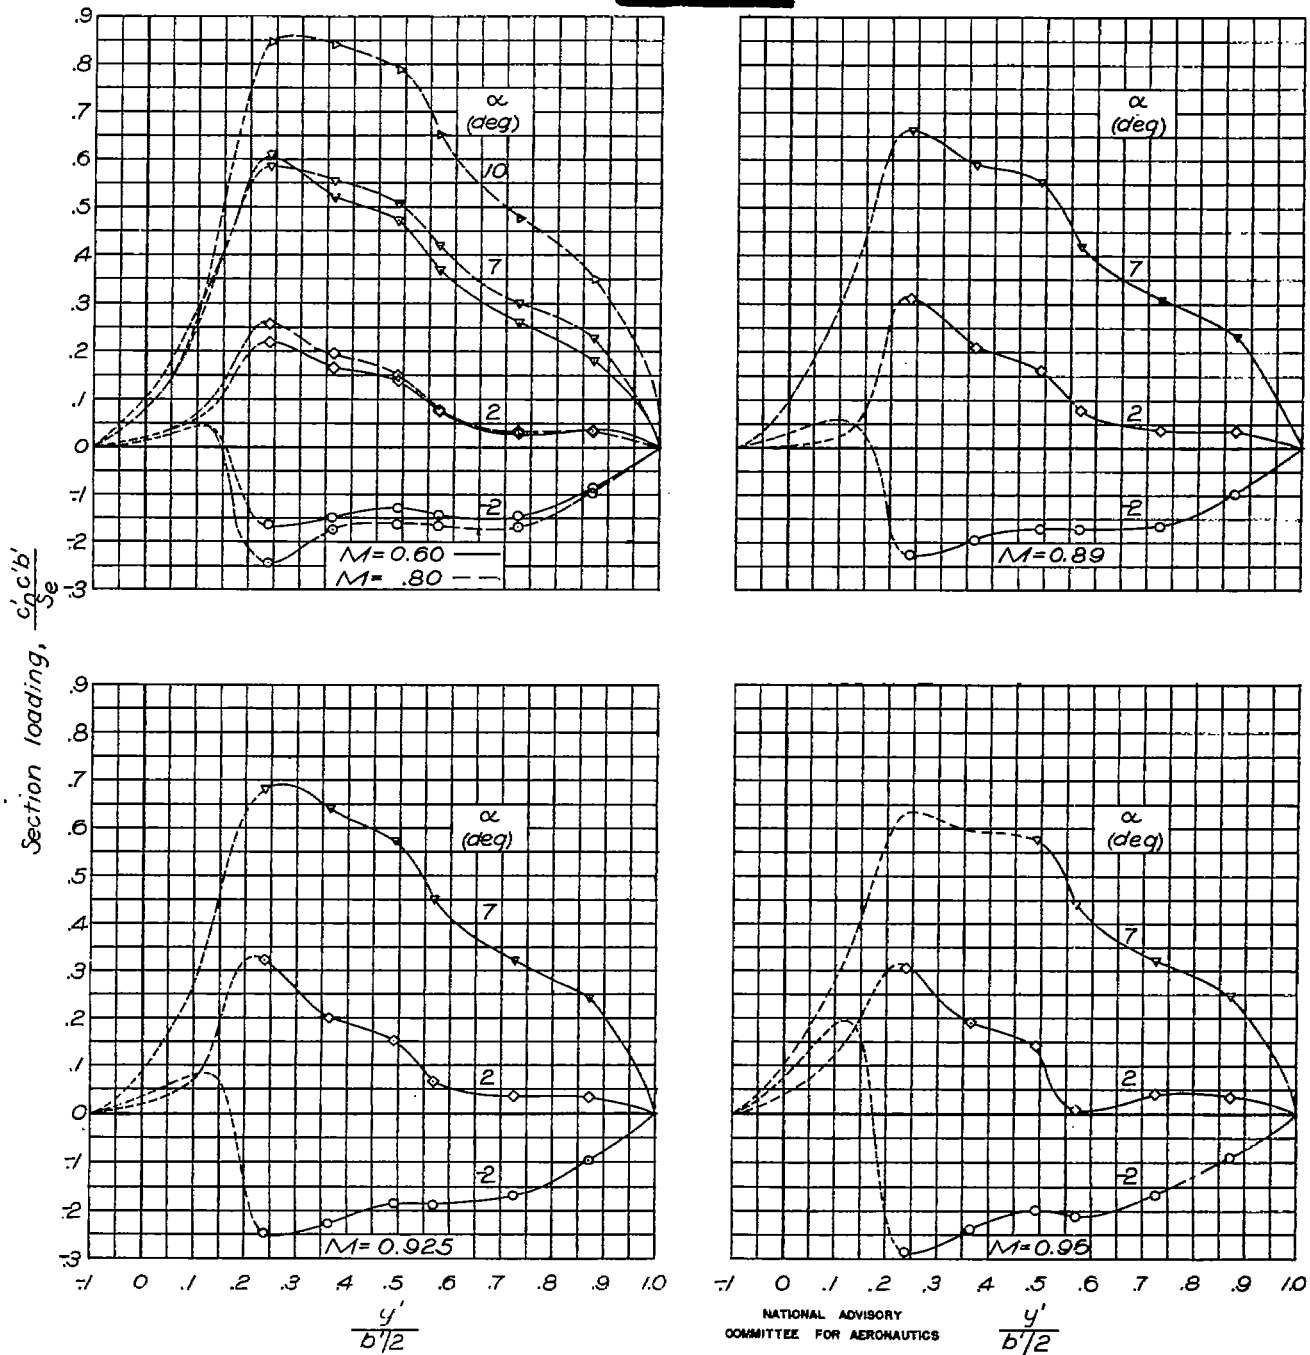 .9
.8
.7
.6
.5
.4
.3
.2
.1
0
-.1
-.2
-.3
α
(deg)
10
7
2
-2
M=0.60
M= .80
α
(deg)
7
2
-2
M=0.89
Section loading, c'n c'b' / Se
.9
.8
.7
.6
.5
.4
.3
.2
.1
0
-.1
-.2
-.3
α
(deg)
7
2
-2
M=0.925
-.1 0 .1 .2 .3 .4 .5 .6 .7 .8 .9 1.0
y'
b'/2
α
(deg)
7
2
-2
M=0.95
-.1 0 .1 .2 .3 .4 .5 .6 .7 .8 .9 1.0
y'
b'/2
NATIONAL ADVISORY
COMMITTEE FOR AERONAUTICS